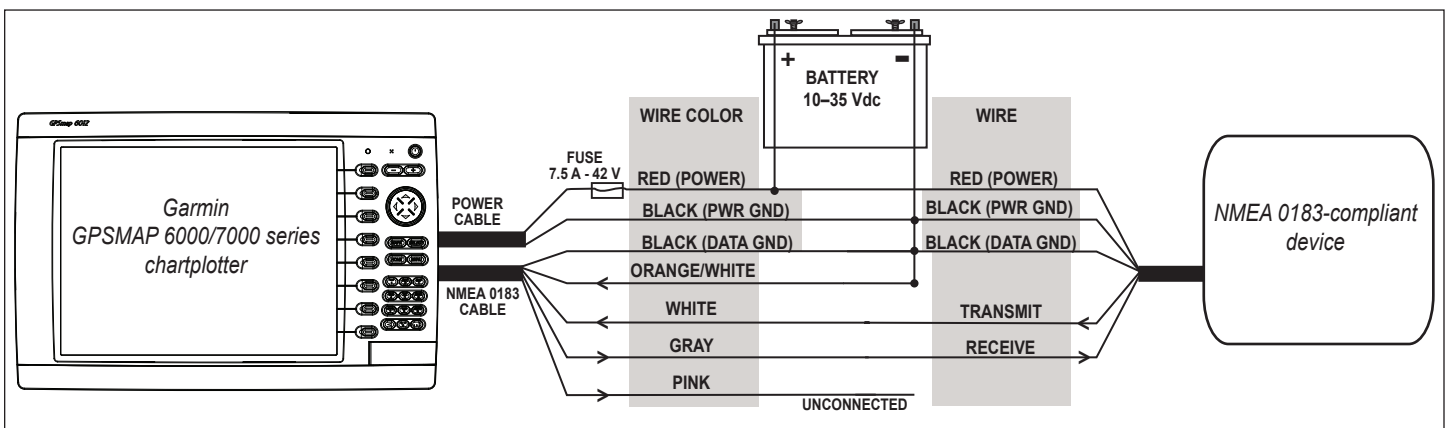 GPSmap 6012
Garmin
GPSMAP 6000/7000 series
chartplotter
POWER
CABLE
NMEA 0183
CABLE
FUSE
7.5 A - 42 V
+
-
BATTERY
10–35 Vdc
WIRE COLOR
RED (POWER)
BLACK (PWR GND)
BLACK (DATA GND)
ORANGE/WHITE
WHITE
GRAY
PINK
UNCONNECTED
WIRE
RED (POWER)
BLACK (PWR GND)
BLACK (DATA GND)
TRANSMIT
RECEIVE
NMEA 0183-compliant
device